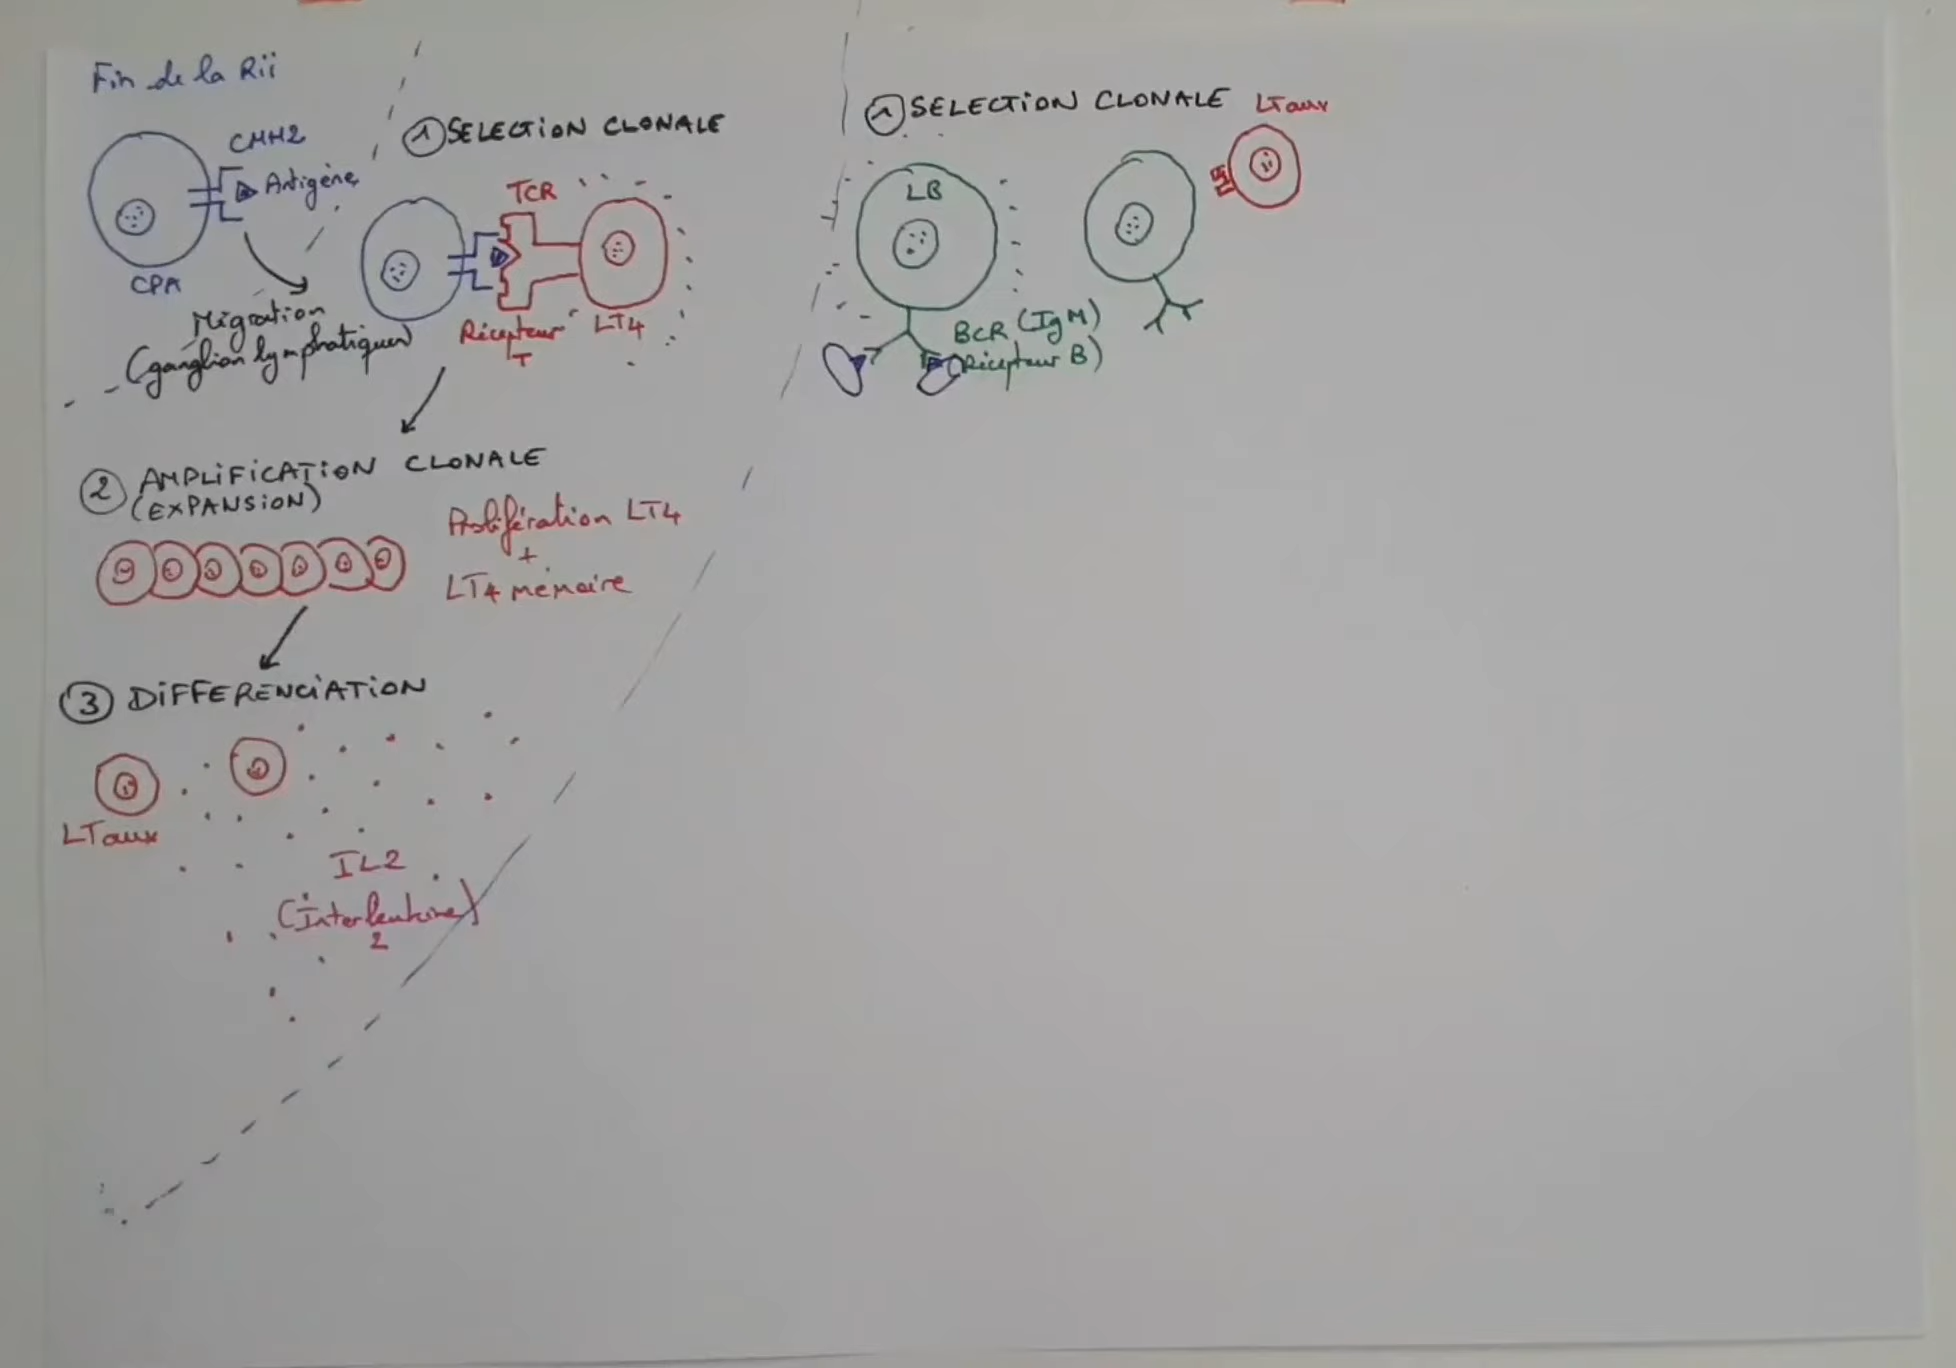 Fin de la Rii
CMH2
Antigène
CPA
Migration
(ganglion lymphatique)
1 SELECTION CLONALE
TCR
Récepteur
T
LT4
2 AMPLIFICATION CLONALE
(EXPANSION)
Prolifération LT4
+
LT4 mémoire
3 DIFFERENCIATION
LTaux
IL2
(Interleukine)
2
1 SELECTION CLONALE
LTaux
LB
BCR (IgM)
(Récepteur B)